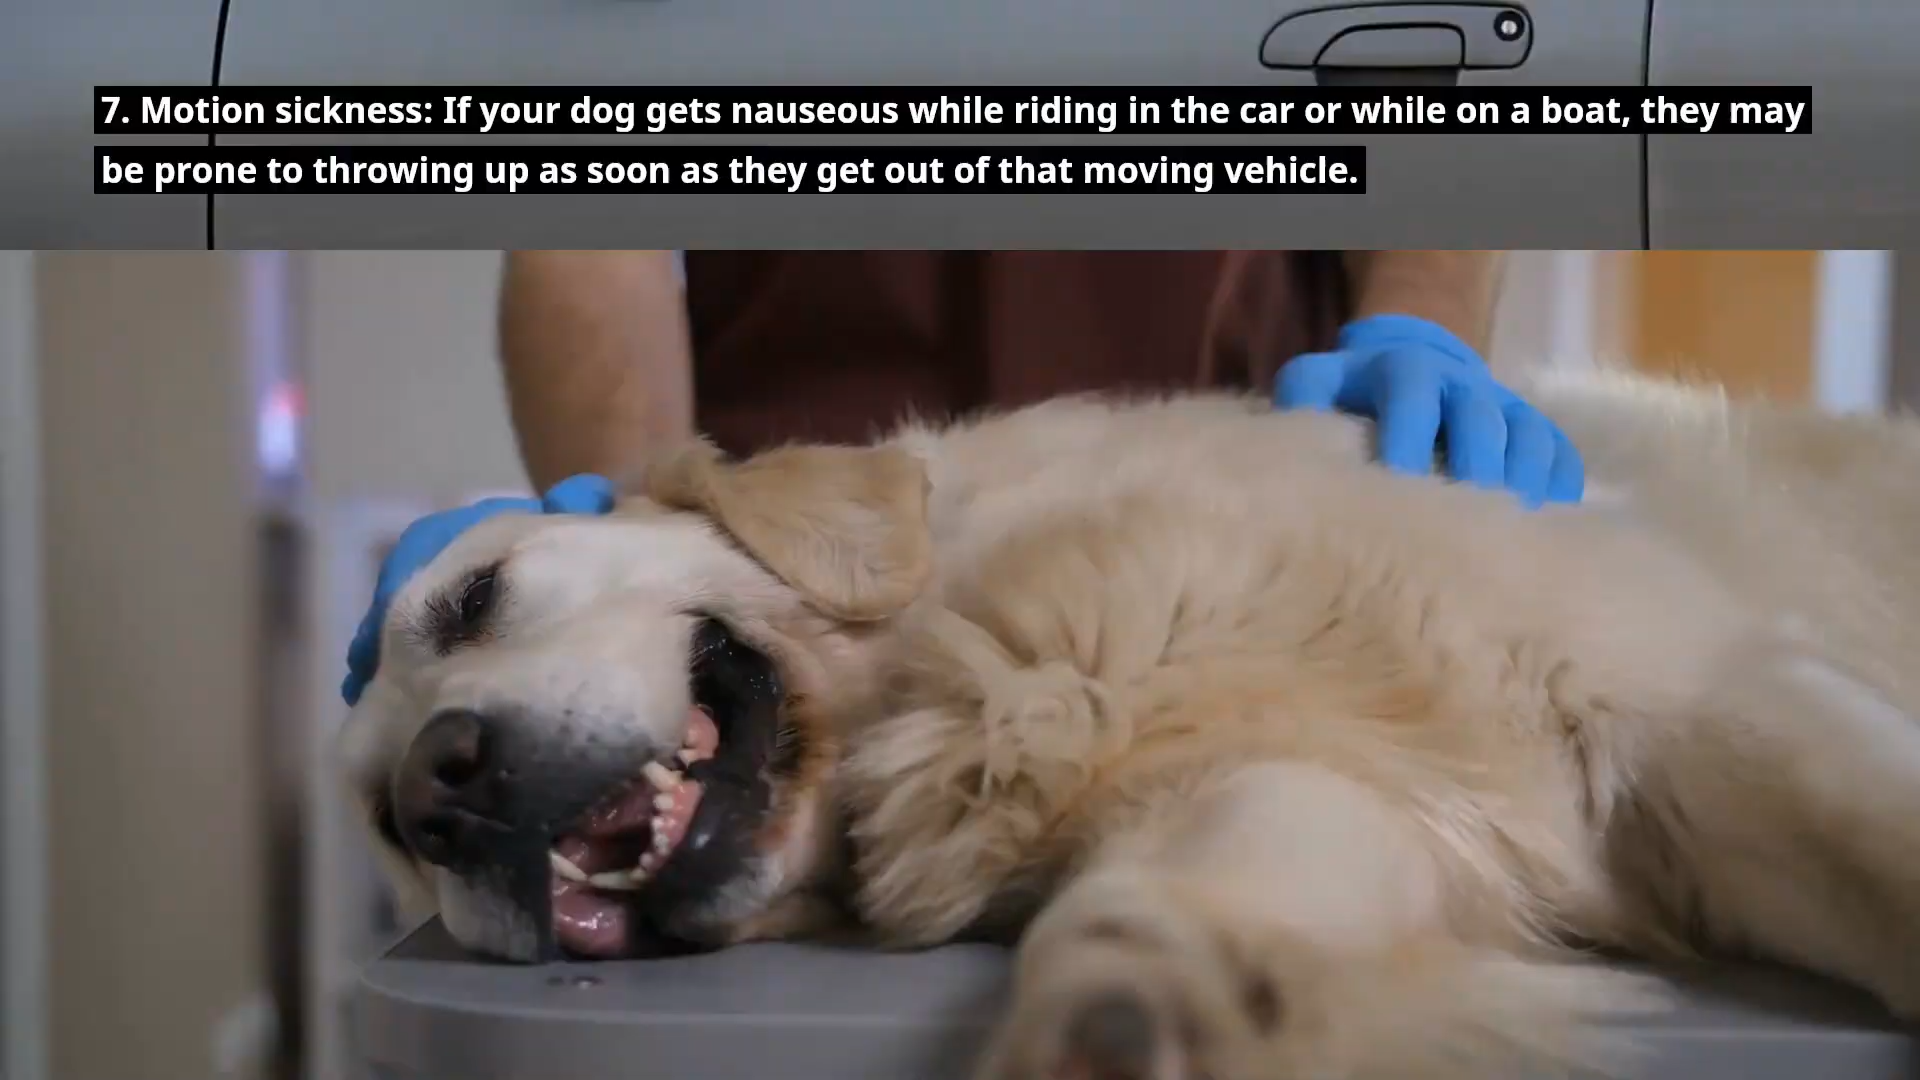 7. Motion sickness: If your dog gets nauseous while riding in the car or while on a boat, they may
be prone to throwing up as soon as they get out of that moving vehicle.